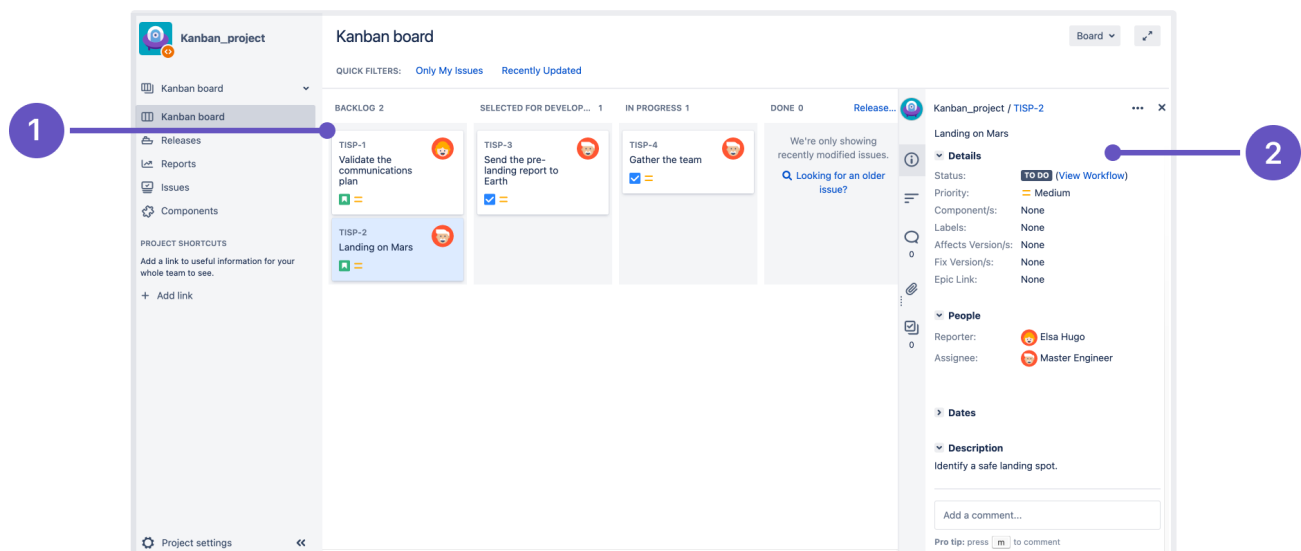 Kanban_project
Kanban board
Kanban board
Releases
Reports
Issues
Components
PROJECT SHORTCUTS
Add a link to useful information for your
whole team to see.
+ Add link
Project settings
1
Kanban board
Board
QUICK FILTERS: Only My Issues Recently Updated
BACKLOG 2
TISP-1
Validate the
communications
plan
TISP-2
Landing on Mars
SELECTED FOR DEVELOP... 1
TISP-3
Send the pre-
landing report to
Earth
IN PROGRESS 1
TISP-4
Gather the team
DONE 0
Release...
We're only showing
recently modified issues.
Looking for an older
issue?
0
0
Kanban_project / TISP-2
Landing on Mars
Details
Status: TO DO (View Workflow)
Priority: Medium
Component/s: None
Labels: None
Affects Version/s: None
Fix Version/s: None
Epic Link: None
People
Reporter: Elsa Hugo
Assignee: Master Engineer
Dates
Description
Identify a safe landing spot.
Add a comment...
Pro tip: press m to comment
2